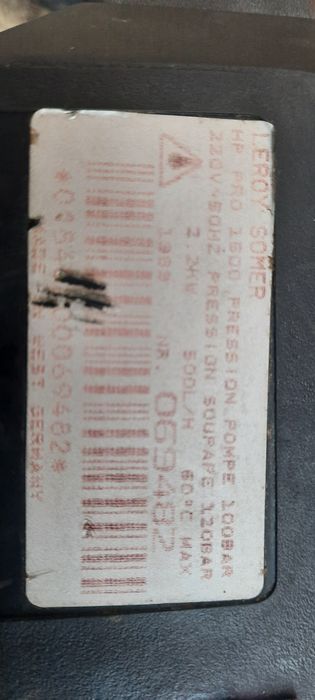 LEROY SOMER
HP PRO 1500 PRESSION POMPE 100BAR
220V~50HZ PRESSION SOUPAPE 120BAR
2.2KW 500L/H 60°C MAX
1989 NR. 069482
WEST GERMANY